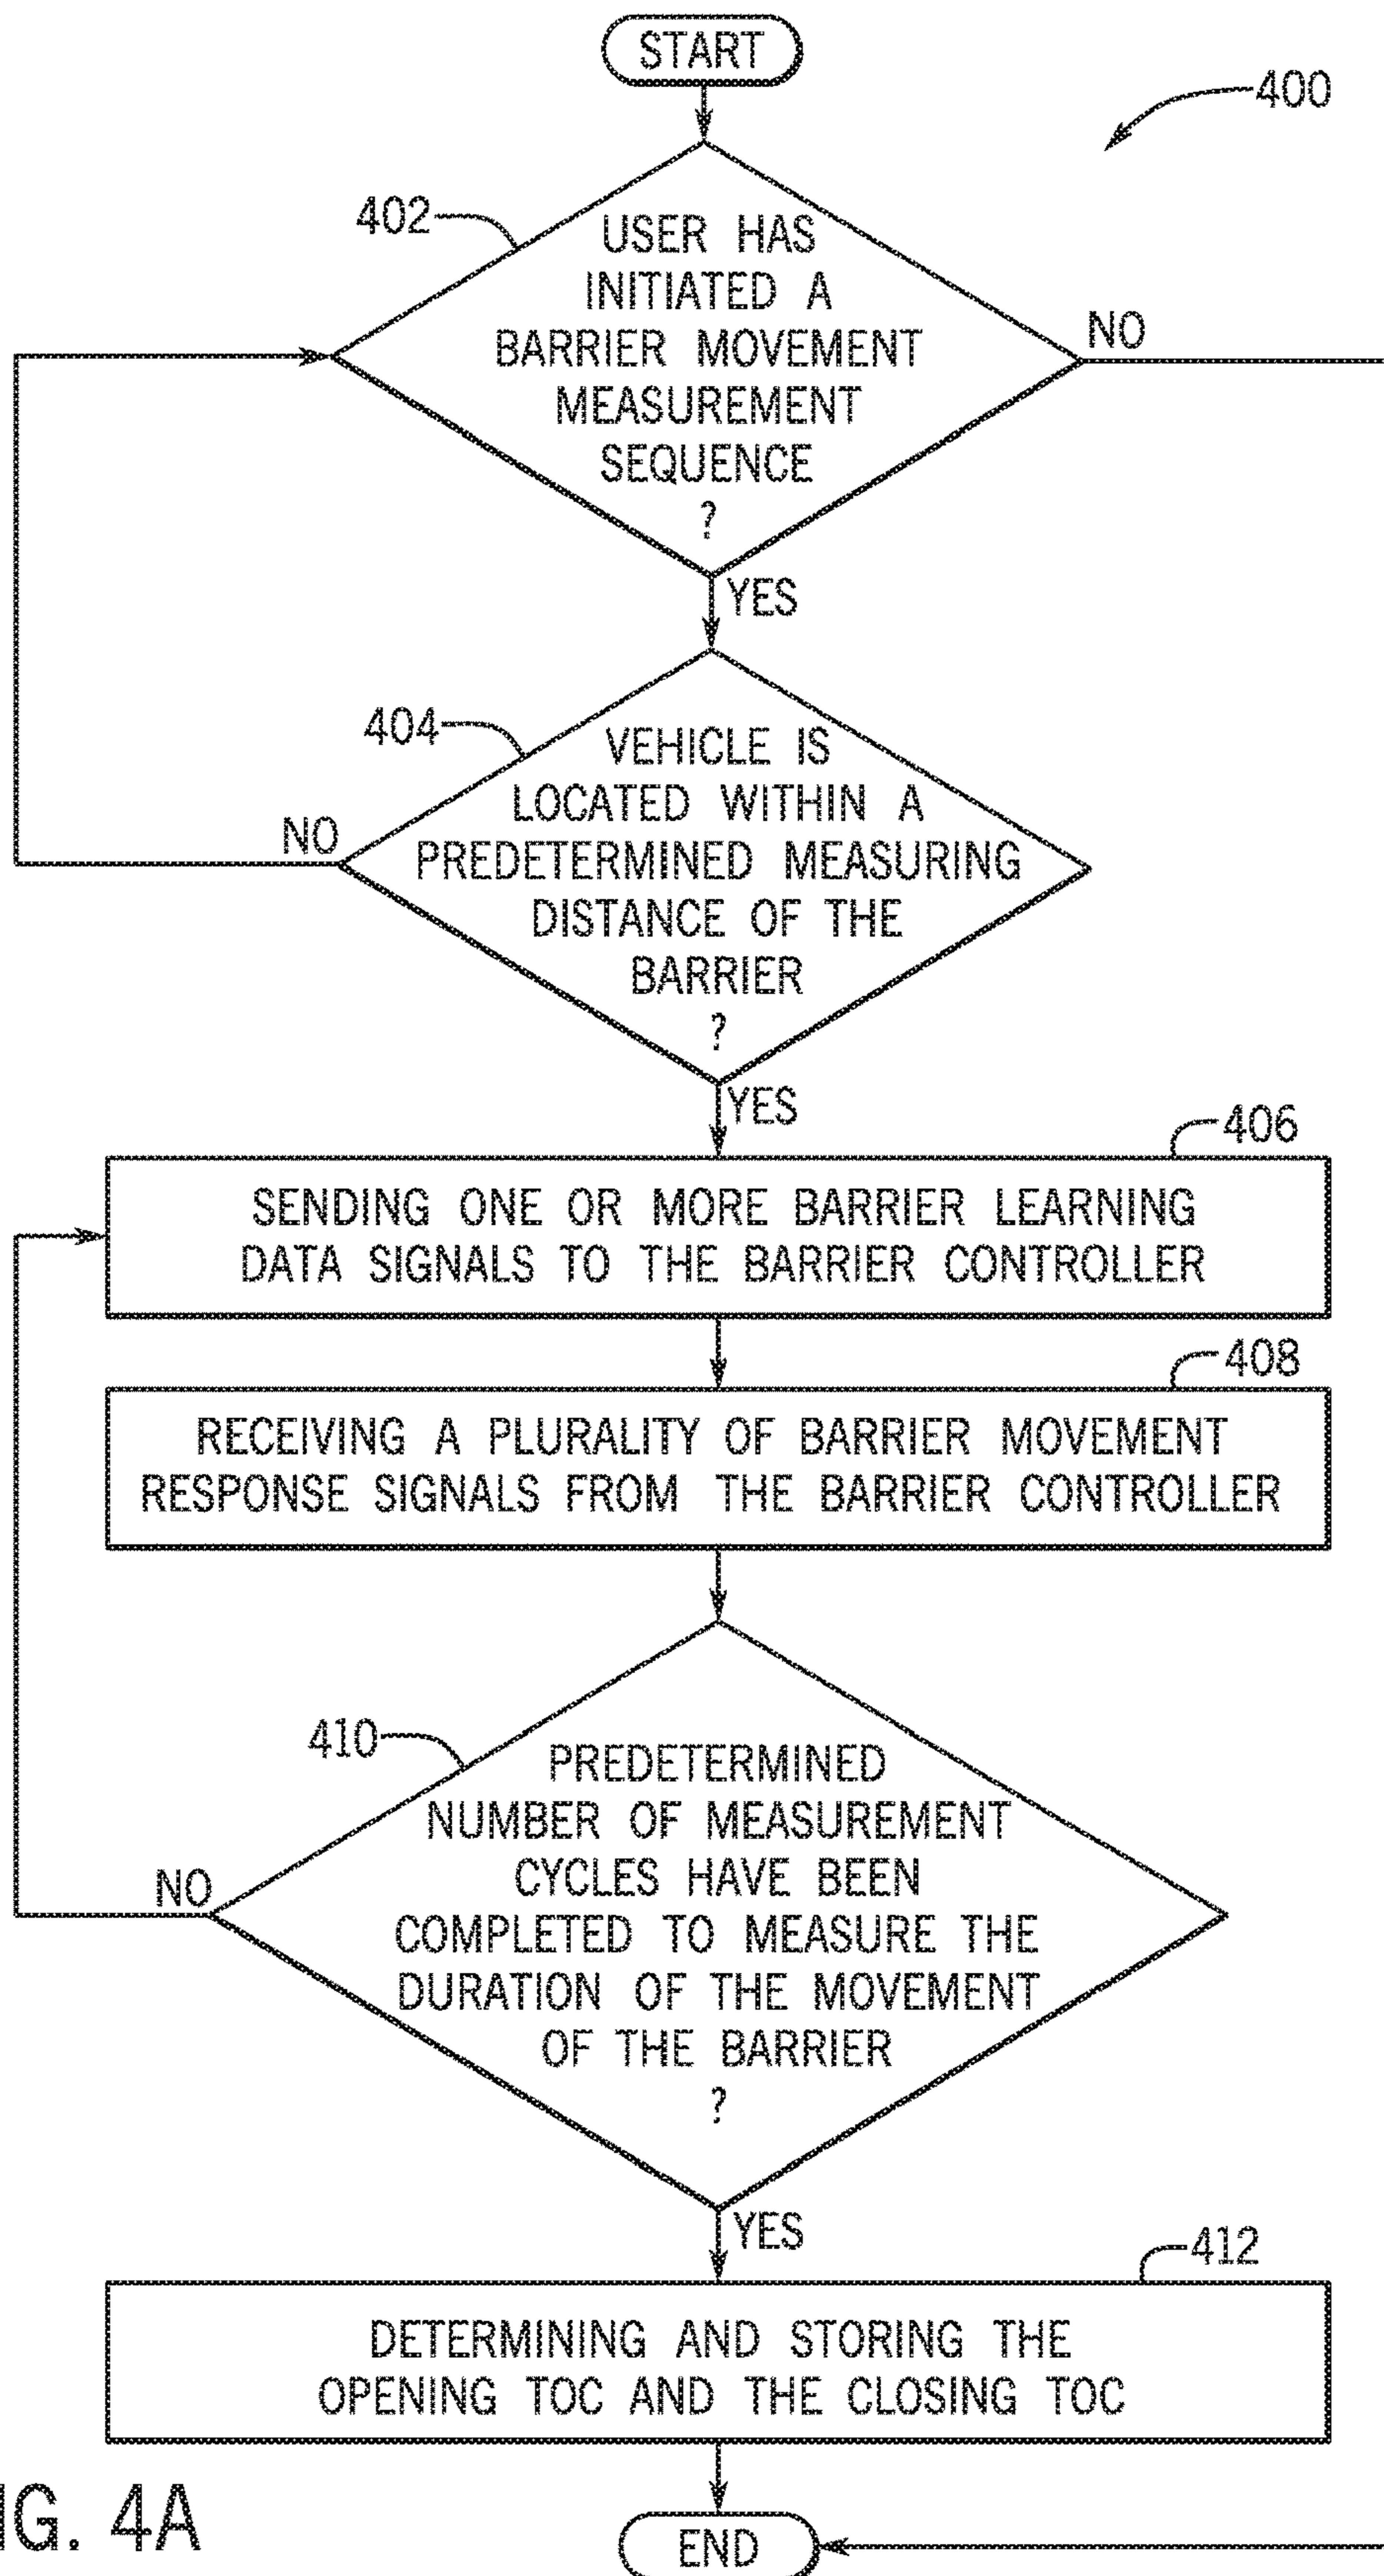 START
400
402
USER HAS
INITIATED A
BARRIER MOVEMENT
MEASUREMENT
SEQUENCE
?
NO
YES
404
VEHICLE IS
LOCATED WITHIN A
PREDETERMINED MEASURING
DISTANCE OF THE
BARRIER
?
NO
YES
406
SENDING ONE OR MORE BARRIER LEARNING
DATA SIGNALS TO THE BARRIER CONTROLLER
408
RECEIVING A PLURALITY OF BARRIER MOVEMENT
RESPONSE SIGNALS FROM THE BARRIER CONTROLLER
410
PREDETERMINED
NUMBER OF MEASUREMENT
CYCLES HAVE BEEN
COMPLETED TO MEASURE THE
DURATION OF THE MOVEMENT
OF THE BARRIER
?
NO
YES
412
DETERMINING AND STORING THE
OPENING TOC AND THE CLOSING TOC
END
IG. 4A